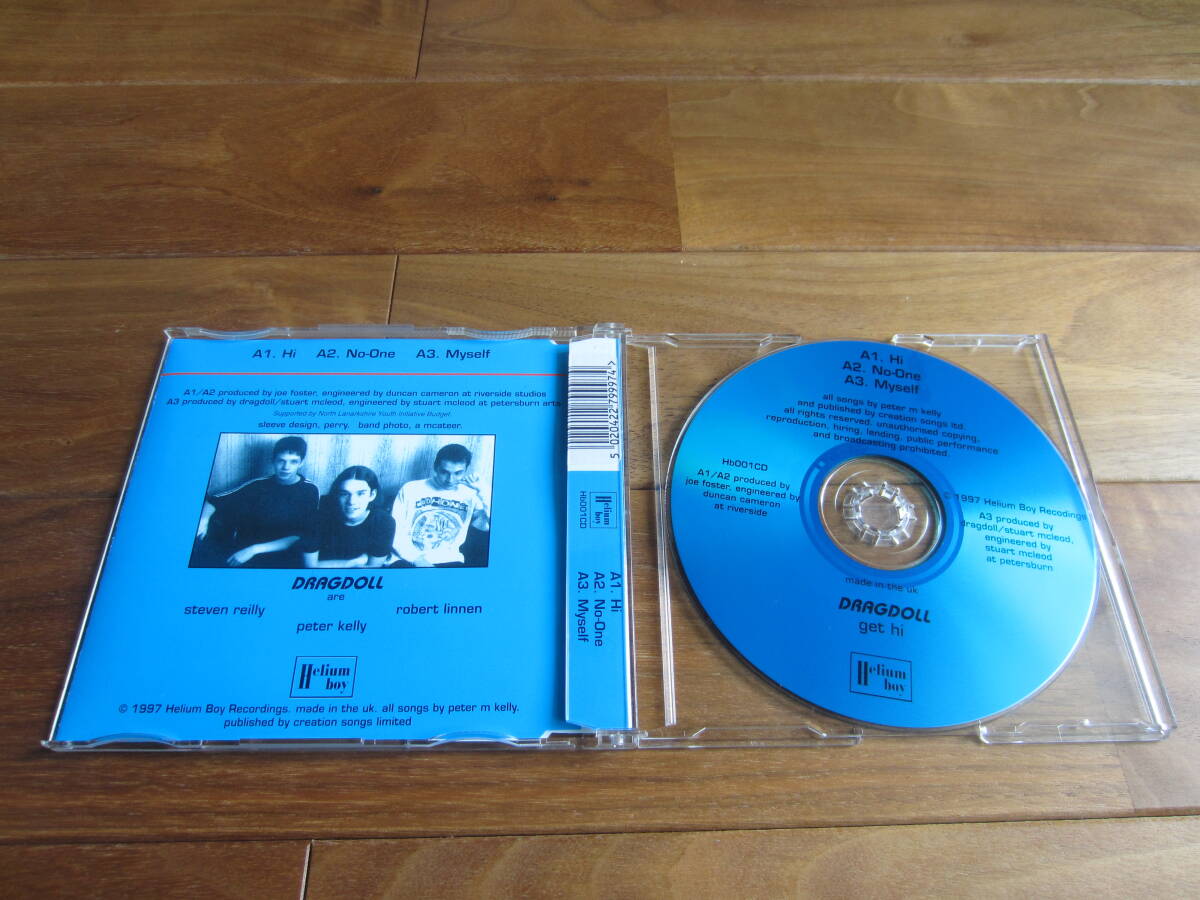 A1. Hi A2. No-One A3. Myself
A1/A2 produced by joe foster, engineered by duncan cameron at riverside studios
A3 produced by dragdoll/stuart mcleod, engineered by stuart mcleod at petersburn arts.
Supported by North Lanarkshire Youth Initiative Budget.
sleeve design, perry. band photo, a mcateer.
DRAGDOLL
are
steven reilly robert linnen
peter kelly
Helium
boy
© 1997 Helium Boy Recordings. made in the uk. all songs by peter m kelly.
published by creation songs limited
5 020422 799974 >
Helium
boy
Hb001CD
A1. Hi
A2. No-One
A3. Myself
A1. Hi
A2. No-One
A3. Myself
all songs by peter m kelly
and published by creation songs ltd.
all rights reserved. unauthorised copying,
reproduction, hiring, lending, public performance
and broadcasting prohibited.
Hb001CD
A1/A2 produced by
joe foster, engineered by
duncan cameron
at riverside
© 1997 Helium Boy Recodings
A3 produced by
dragdoll/stuart mcleod,
engineered by
stuart mcleod
at petersburn
made in the uk
DRAGDOLL
get hi
Helium
boy